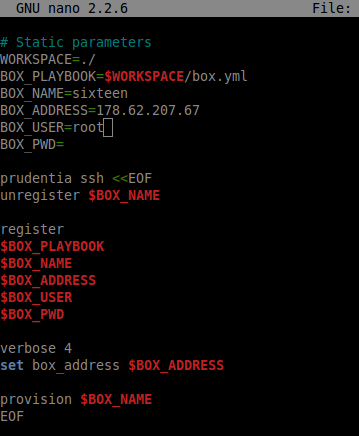 GNU nano 2.2.6 File:
# Static parameters
WORKSPACE=./
BOX_PLAYBOOK=$WORKSPACE/box.yml
BOX_NAME=sixteen
BOX_ADDRESS=178.62.207.67
BOX_USER=root
BOX_PWD=
prudentia ssh <<EOF
unregister $BOX_NAME
register
$BOX_PLAYBOOK
$BOX_NAME
$BOX_ADDRESS
$BOX_USER
$BOX_PWD
verbose 4
set box_address $BOX_ADDRESS
provision $BOX_NAME
EOF